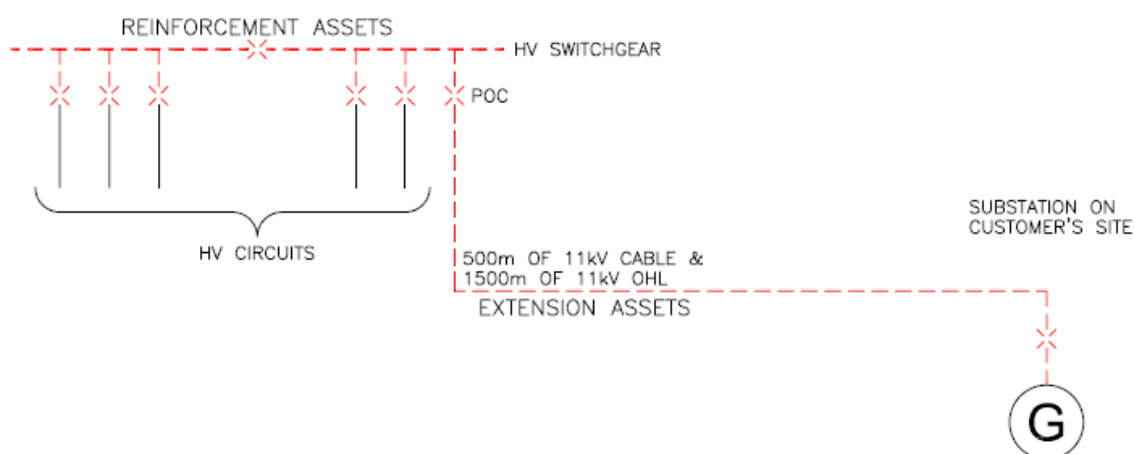 REINFORCEMENT ASSETS
HV SWITCHGEAR
POC
HV CIRCUITS
SUBSTATION ON
CUSTOMER'S SITE
500m OF 11kV CABLE &
1500m OF 11kV OHL
EXTENSION ASSETS
G